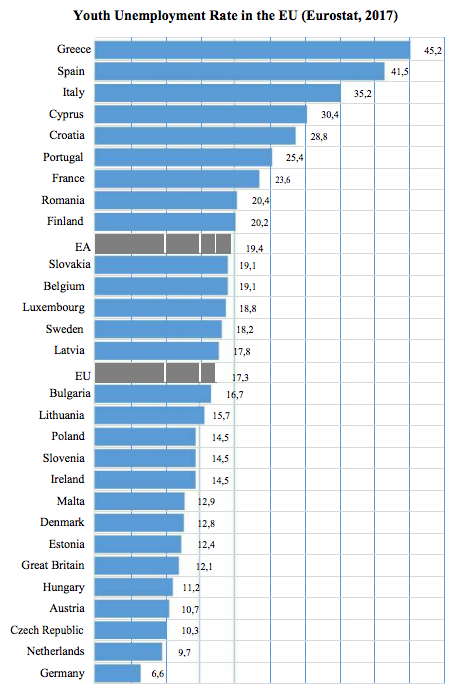 Youth Unemployment Rate in the EU (Eurostat, 2017)
Greece 45,2
Spain 41,5
Italy 35,2
Cyprus 30,4
Croatia 28,8
Portugal 25,4
France 23,6
Romania 20,4
Finland 20,2
EA 19,4
Slovakia 19,1
Belgium 19,1
Luxembourg 18,8
Sweden 18,2
Latvia 17,8
EU 17,3
Bulgaria 16,7
Lithuania 15,7
Poland 14,5
Slovenia 14,5
Ireland 14,5
Malta 12,9
Denmark 12,8
Estonia 12,4
Great Britain 12,1
Hungary 11,2
Austria 10,7
Czech Republic 10,3
Netherlands 9,7
Germany 6,6